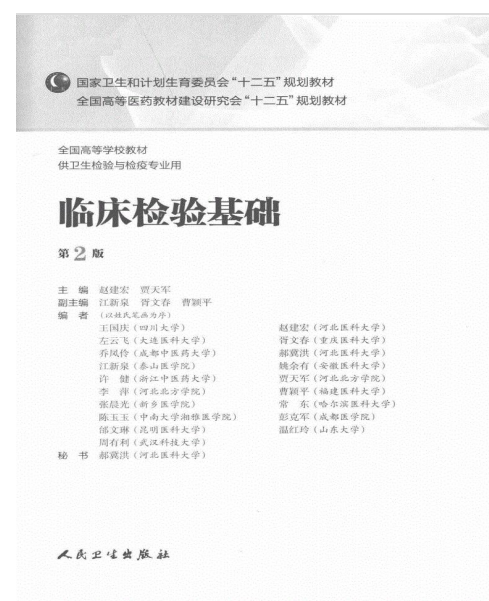 国家卫生和计划生育委员会“十二五”规划教材
全国高等医药教材建设研究会“十二五”规划教材
全国高等学校教材
供卫生检验与检疫专业用
临床检验基础
第2版
主 编 赵建宏 贾天军
副主编 江新泉 胥文春 曹颖平
编 者 (以姓氏笔画为序)
王国庆(四川大学) 赵建宏(河北医科大学)
左云飞(大连医科大学) 胥文春(重庆医科大学)
乔凤伶(成都中医药大学) 郝冀洪(河北医科大学)
江新泉(泰山医学院) 姚余有(安徽医科大学)
许 健(浙江中医药大学) 贾天军(河北北方学院)
李 萍(河北北方学院) 曹颖平(福建医科大学)
张晨光(新乡医学院) 常 东(哈尔滨医科大学)
陈玉玉(中南大学湘雅医学院) 彭克军(成都医学院)
邰文琳(昆明医科大学) 温红玲(山东大学)
周有利(武汉科技大学)
秘 书 郝冀洪(河北医科大学)
人民卫生出版社